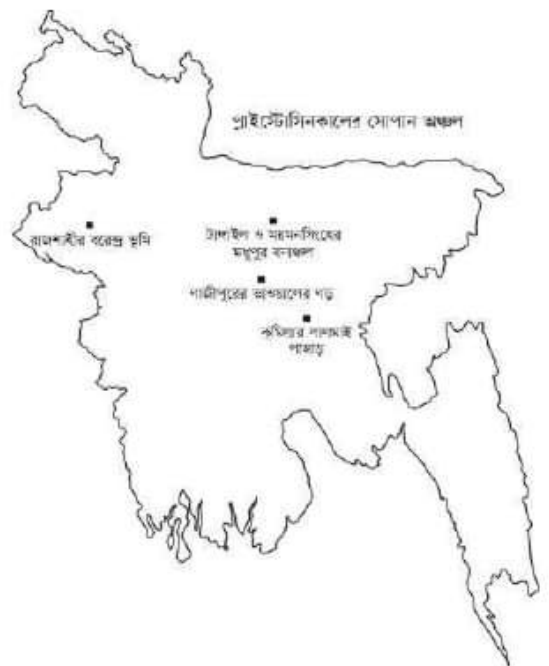 প্লাইস্টোসিনকালের সোপান অঞ্চল
রাজশাহীর বরেন্দ্র ভূমি
টাঙ্গাইল ও ময়মনসিংহের
মধুপুর বনাঞ্চল
গাজীপুরের ভাওয়ালের গড়
কুমিল্লার লালমাই
পাহাড়